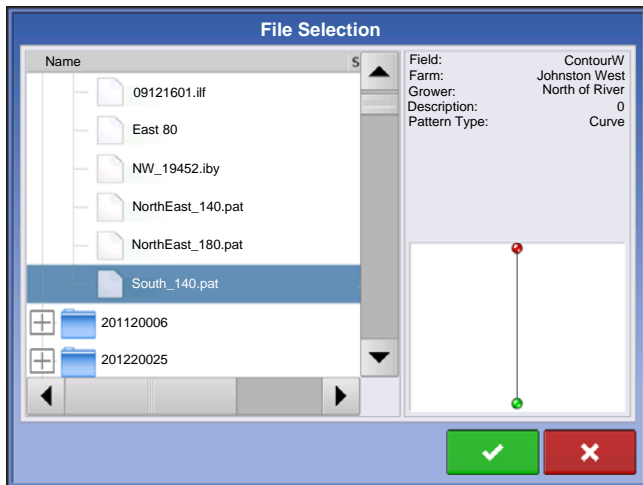 File Selection
Name S
09121601.ilf
East 80
NW_19452.iby
NorthEast_140.pat
NorthEast_180.pat
South_140.pat
201120006
201220025
Field: ContourW
Farm: Johnston West
Grower: North of River
Description: 0
Pattern Type: Curve